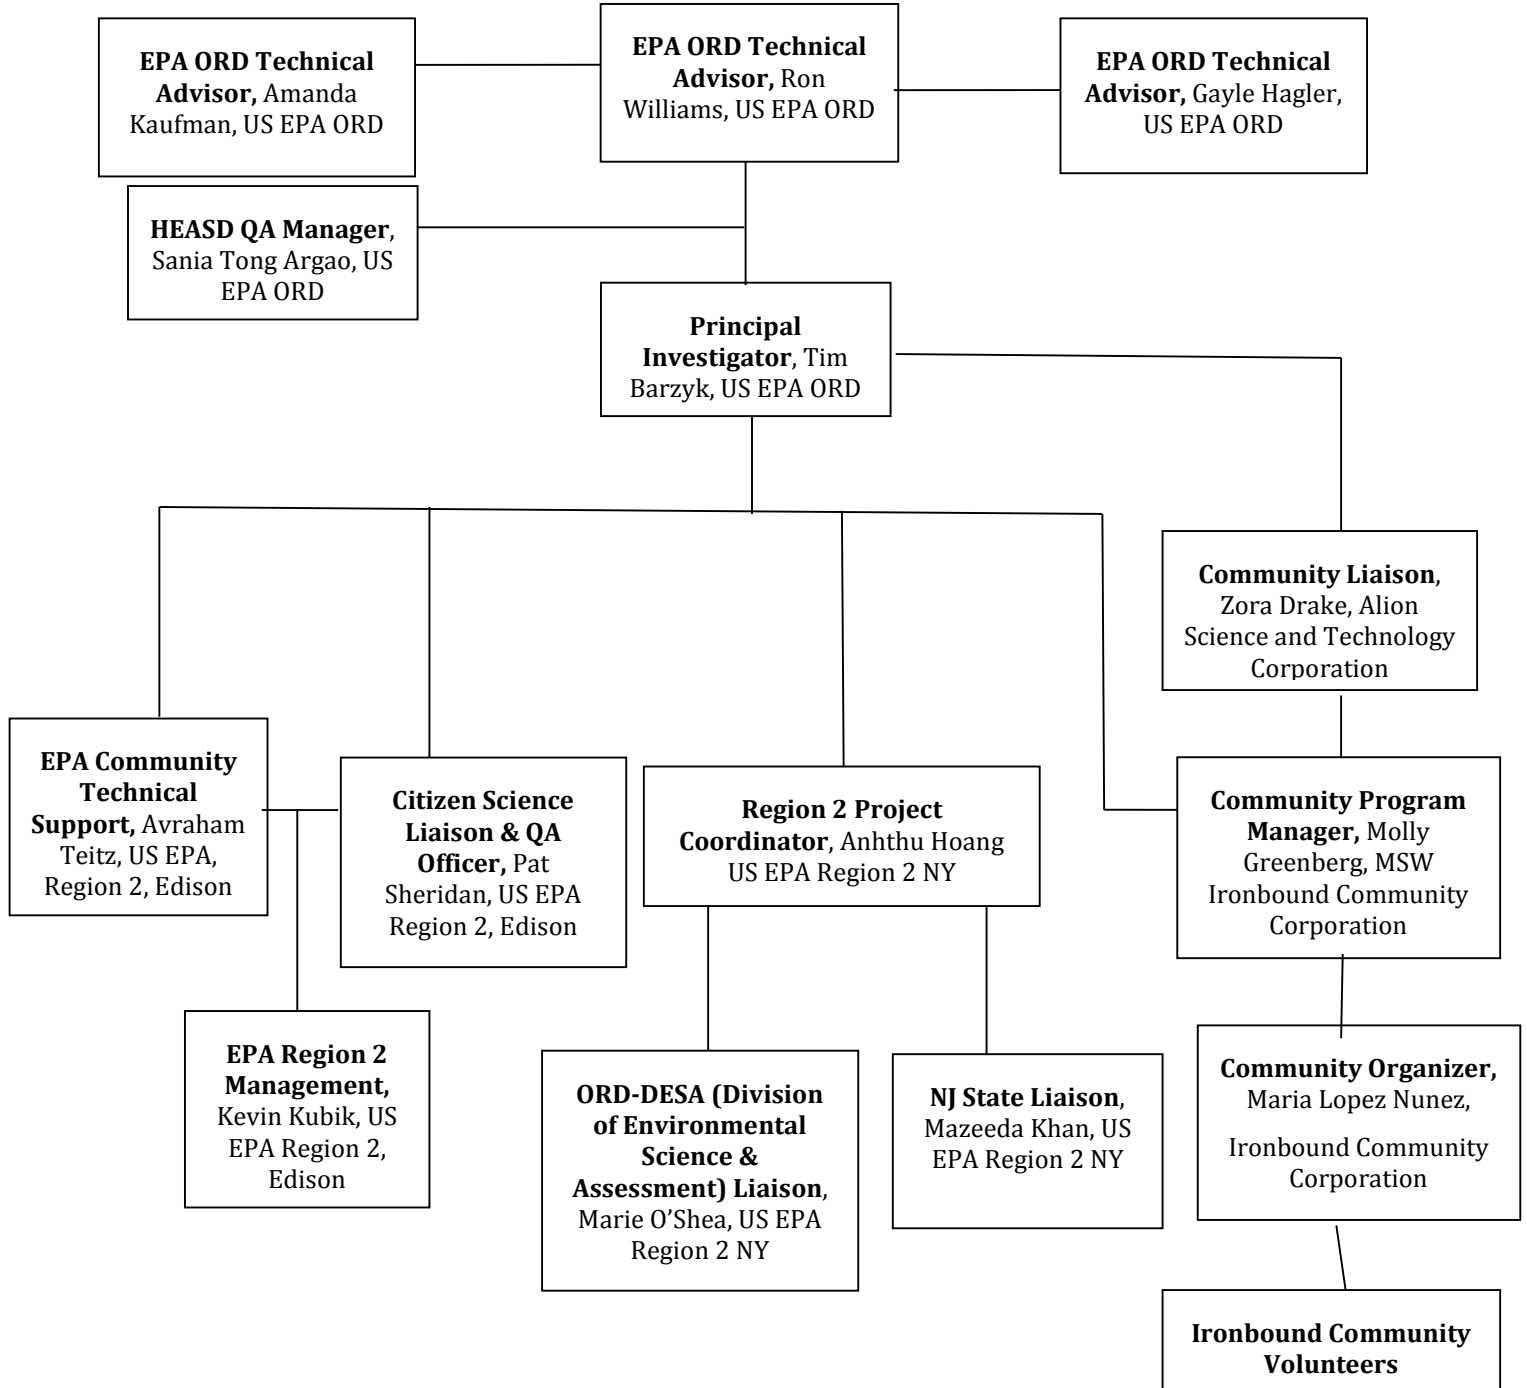 EPA ORD Technical
Advisor, Amanda
Kaufman, US EPA ORD
EPA ORD Technical
Advisor, Ron
Williams, US EPA ORD
EPA ORD Technical
Advisor, Gayle Hagler,
US EPA ORD
HEASD QA Manager,
Sania Tong Argao, US
EPA ORD
Principal
Investigator, Tim
Barzyk, US EPA ORD
Community Liaison,
Zora Drake, Alion
Science and Technology
Corporation
EPA Community
Technical
Support, Avraham
Teitz, US EPA,
Region 2, Edison
Citizen Science
Liaison & QA
Officer, Pat
Sheridan, US EPA
Region 2, Edison
Region 2 Project
Coordinator, Anhthu Hoang
US EPA Region 2 NY
Community Program
Manager, Molly
Greenberg, MSW
Ironbound Community
Corporation
EPA Region 2
Management,
Kevin Kubik, US
EPA Region 2,
Edison
ORD-DESA (Division
of Environmental
Science &
Assessment) Liaison,
Marie O’Shea, US EPA
Region 2 NY
NJ State Liaison,
Mazeeda Khan, US
EPA Region 2 NY
Community Organizer,
Maria Lopez Nunez,
Ironbound Community
Corporation
Ironbound Community
Volunteers